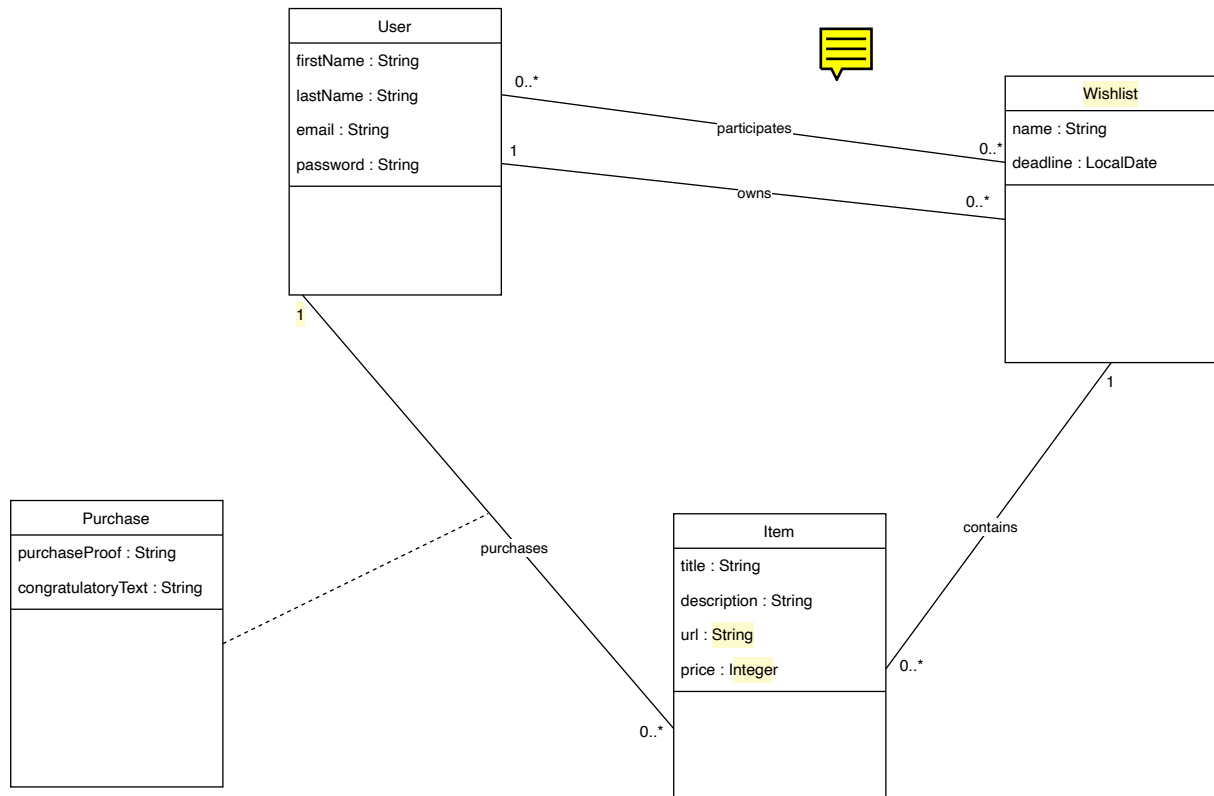 User
firstName : String
lastName : String
email : String
password : String
0..*
participates
0..*
1
owns
0..*
Wishlist
name : String
deadline : LocalDate
1
purchases
0..*
1
contains
0..*
Purchase
purchaseProof : String
congratulatoryText : String
Item
title : String
description : String
url : String
price : Integer